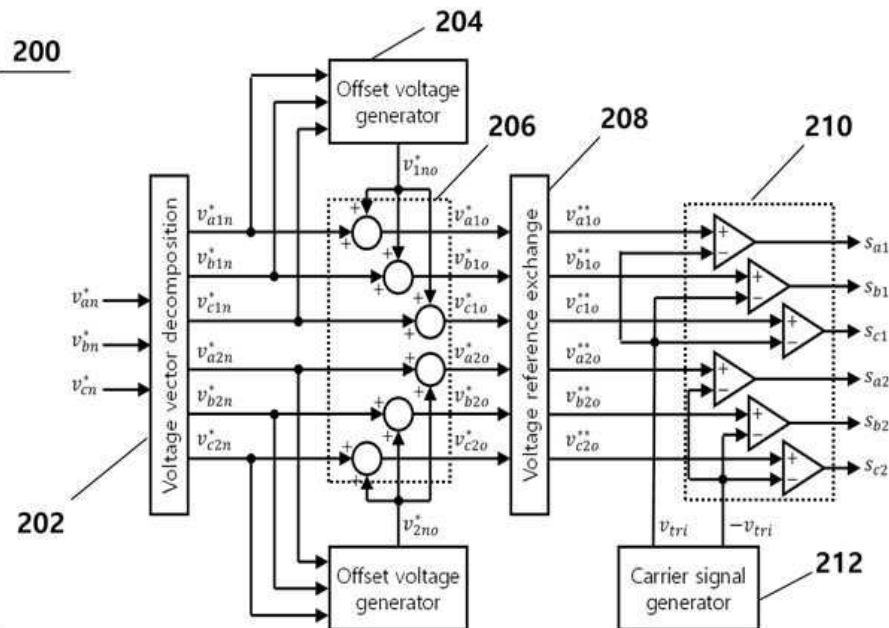 200
204
Offset voltage generator
206
208
210
v*1no
Voltage vector decomposition
v*an
v*bn
v*cn
v*a1n
v*b1n
v*c1n
v*a2n
v*b2n
v*c2n
+
+
+
+
+
+
+
+
+
+
+
+
v*a1o
v*b1o
v*c1o
v*a2o
v*b2o
v*c2o
Voltage reference exchange
v**a1o
v**b1o
v**c1o
v**a2o
v**b2o
v**c2o
+
−
+
−
+
−
+
−
+
−
+
−
sa1
sb1
sc1
sa2
sb2
sc2
202
v*2no
vtri
−vtri
Offset voltage generator
Carrier signal generator
212